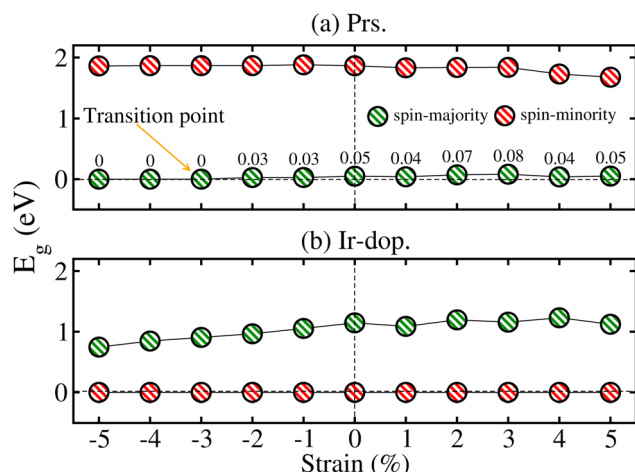 (a) Prs.
2
Transition point
spin-majority spin-minority
1
0 0 0 0.03 0.03 0.05 0.04 0.07 0.08 0.04 0.05
0
E_g (eV)
(b) Ir-dop.
2
1
0
-5 -4 -3 -2 -1 0 1 2 3 4 5
Strain (%)